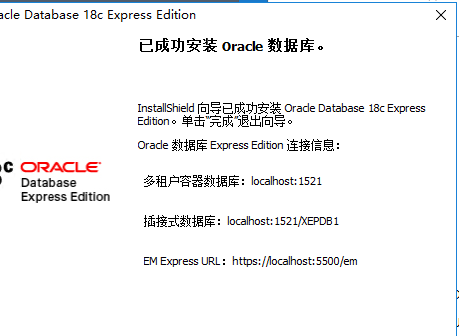 acle Database 18c Express Edition
已成功安装 Oracle 数据库。
InstallShield 向导已成功安装 Oracle Database 18c Express
Edition。单击“完成”退出向导。
Oracle 数据库 Express Edition 连接信息：
c ORACLE
Database
Express Edition
多租户容器数据库：localhost:1521
插接式数据库：localhost:1521/XEPDB1
EM Express URL：https://localhost:5500/em